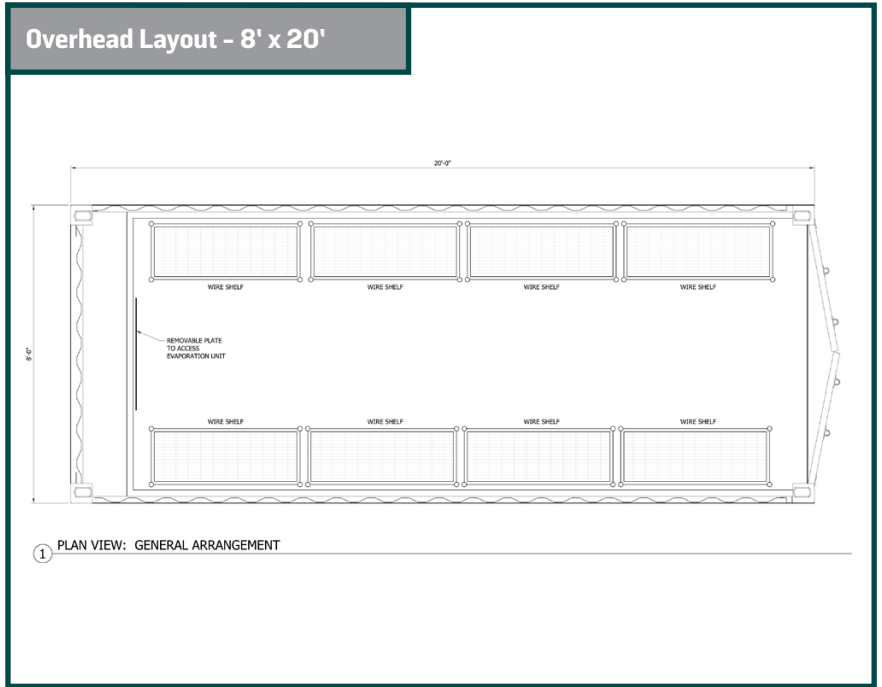 Overhead Layout - 8' x 20'
20'-0"
WIRE SHELF WIRE SHELF WIRE SHELF WIRE SHELF
8'-0"
REMOVABLE PLATE
TO ACCESS
EVAPORATION UNIT
WIRE SHELF WIRE SHELF WIRE SHELF WIRE SHELF
1 PLAN VIEW: GENERAL ARRANGEMENT